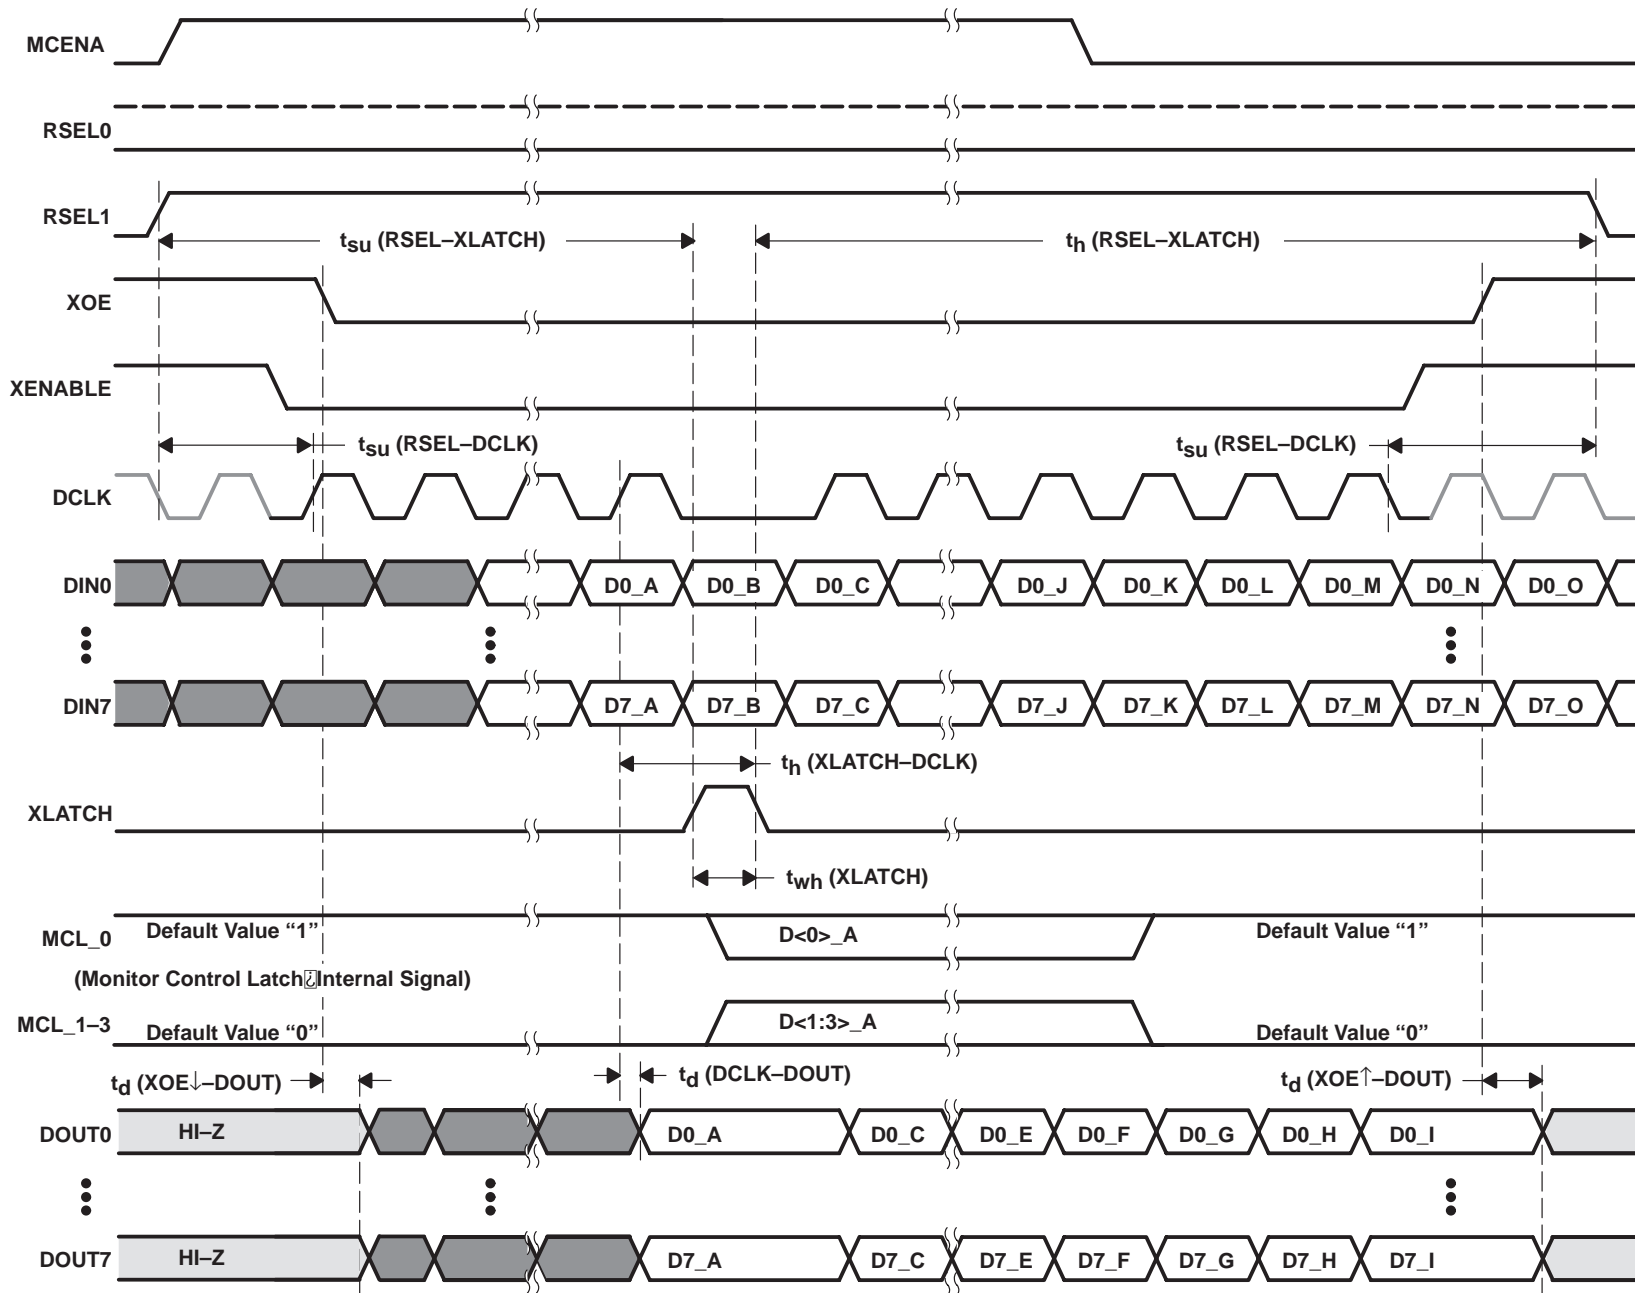 MCENA
RSEL0
RSEL1
tsu (RSEL–XLATCH)
th (RSEL–XLATCH)
XOE
XENABLE
tsu (RSEL–DCLK)
tsu (RSEL–DCLK)
DCLK
DIN0
D0_A
D0_B
D0_C
D0_J
D0_K
D0_L
D0_M
D0_N
D0_O
DIN7
D7_A
D7_B
D7_C
D7_J
D7_K
D7_L
D7_M
D7_N
D7_O
th (XLATCH–DCLK)
XLATCH
twh (XLATCH)
MCL_0
Default Value “1”
D<0>_A
Default Value “1”
(Monitor Control Latch Internal Signal)
MCL_1–3
Default Value “0”
D<1:3>_A
Default Value “0”
td (XOE↓–DOUT)
td (DCLK–DOUT)
td (XOE↑–DOUT)
DOUT0
HI–Z
D0_A
D0_C
D0_E
D0_F
D0_G
D0_H
D0_I
DOUT7
HI–Z
D7_A
D7_C
D7_E
D7_F
D7_G
D7_H
D7_I